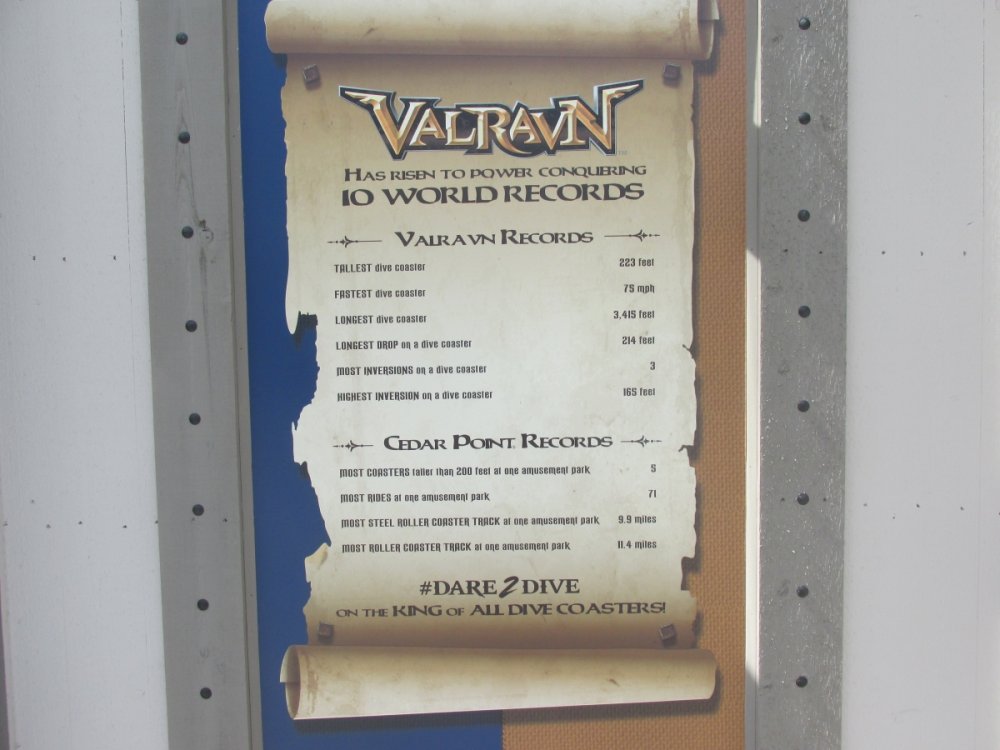 VALRAVN™
HAS RISEN TO POWER CONQUERING
10 WORLD RECORDS
VALRAVN RECORDS
TALLEST dive coaster 223 feet
FASTEST dive coaster 75 mph
LONGEST dive coaster 3,415 feet
LONGEST DROP on a dive coaster 214 feet
MOST INVERSIONS on a dive coaster 3
HIGHEST INVERSION on a dive coaster 165 feet
CEDAR POINT RECORDS
MOST COASTERS taller than 200 feet at one amusement park 5
MOST RIDES at one amusement park 71
MOST STEEL ROLLER COASTER TRACK at one amusement park 9.9 miles
MOST ROLLER COASTER TRACK at one amusement park 11.4 miles
#DARE2DIVE
ON THE KING OF ALL DIVE COASTERS!